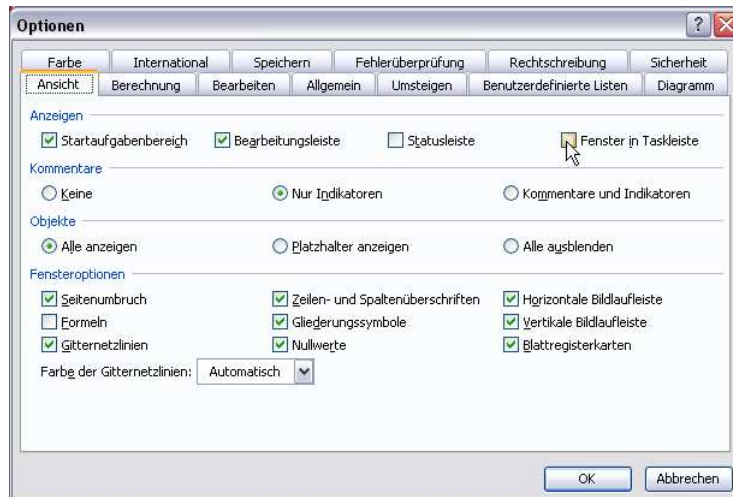 Optionen
Farbe International Speichern Fehlerüberprüfung Rechtschreibung Sicherheit
Ansicht Berechnung Bearbeiten Allgemein Umsteigen Benutzerdefinierte Listen Diagramm
Anzeigen
Startaufgabenbereich Bearbeitungsleiste Statusleiste Fenster in Taskleiste
Kommentare
Keine Nur Indikatoren Kommentare und Indikatoren
Objekte
Alle anzeigen Platzhalter anzeigen Alle ausblenden
Fensteroptionen
Seitenumbruch Zeilen- und Spaltenüberschriften Horizontale Bildlaufleiste
Formeln Gliederungssymbole Vertikale Bildlaufleiste
Gitternetzlinien Nullwerte Blattregisterkarten
Farbe der Gitternetzlinien: Automatisch
OK Abbrechen